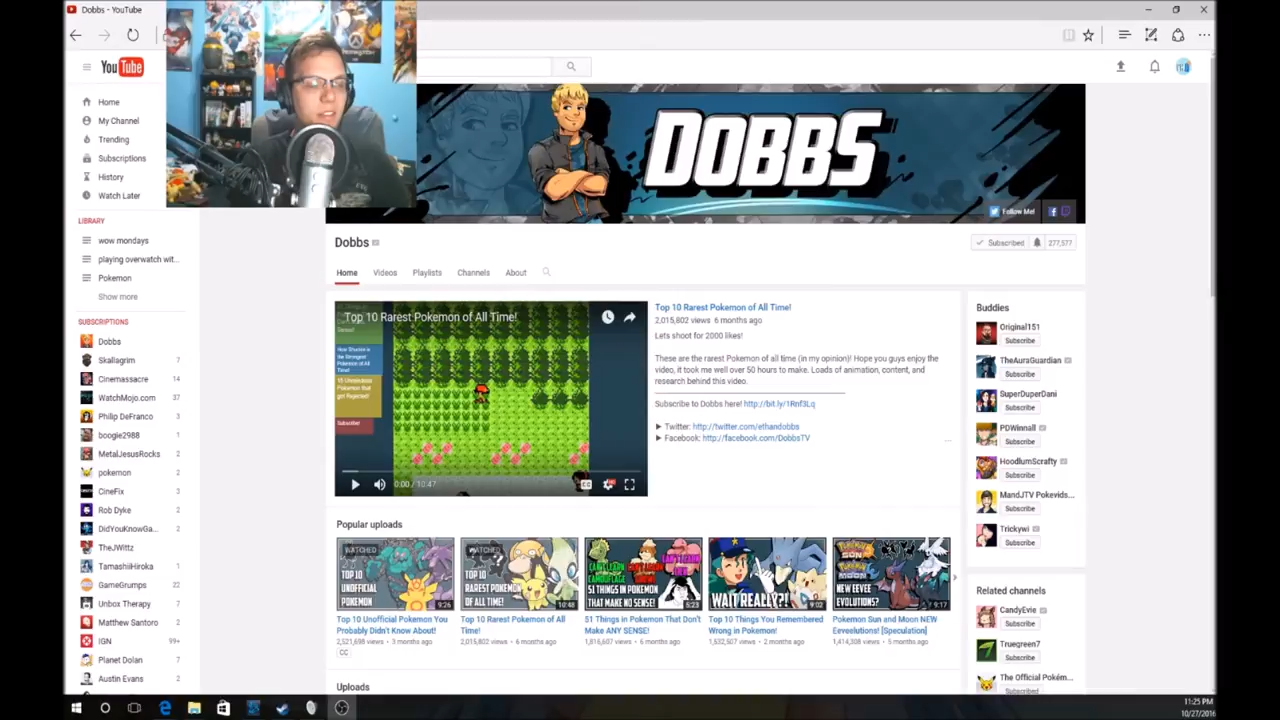 Dobbs - YouTube
YouTube
Home
My Channel
Trending
Subscriptions
History
Watch Later
LIBRARY
wow mondays
playing overwatch wit...
Pokemon
Show more
SUBSCRIPTIONS
Dobbs
Skallagrim 7
Cinemassacre 14
WatchMojo.com 37
Philip DeFranco 3
boogie2988 1
MetalJesusRocks 2
pokemon 2
CineFix 3
Rob Dyke 2
DidYouKnowGa... 2
TheJWittz
TamashiiHiroka 1
GameGrumps 22
Unbox Therapy 7
Matthew Santoro 2
IGN 99+
Planet Dolan 7
Austin Evans 2
DOBBS
Follow Me!
Dobbs
Subscribed 277,577
Home Videos Playlists Channels About
Top 10 Rarest Pokemon of All Time!
0:00 / 10:47
Top 10 Rarest Pokemon of All Time!
2,015,802 views 6 months ago
Lets shoot for 2000 likes!
These are the rarest Pokemon of all time (in my opinion)! Hope you guys enjoy the
video, it took me well over 50 hours to make. Loads of animation, content, and
research behind this video.
Subscribe to Dobbs here! http://bit.ly/1Rnf3Lq
► Twitter: http://twitter.com/ethandobbs
► Facebook: http://facebook.com/DobbsTV
Popular uploads
WATCHED
TOP 10
UNOFFICIAL
POKEMON
9:26
Top 10 Unofficial Pokemon You
Probably Didn't Know About!
2,521,698 views • 3 months ago
CC
WATCHED
TOP 10
RAREST POKEMON
OF ALL TIME!
10:48
Top 10 Rarest Pokemon of All
Time!
2,015,802 views • 6 months ago
CAN'T LEARN
CAMOUFLAGE
51 THINGS IN POKEMON
THAT MAKE NO SENSE!
5:23
51 Things in Pokemon That Don't
Make ANY SENSE!
1,816,607 views • 6 months ago
WAIT REALLY?!
9:02
Top 10 Things You Remembered
Wrong in Pokemon!
1,632,507 views • 2 months ago
POKEMON
SUN AND
MOON
NEW EEVEE
EVOLUTIONS?
9:17
Pokemon Sun and Moon NEW
Eeveelutions! [Speculation]
1,414,308 views • 5 months ago
Uploads
Buddies
Original151
Subscribe
TheAuraGuardian
Subscribe
SuperDuperDani
Subscribe
PDWinnall
Subscribe
HoodlumScrafty
Subscribe
MandJTV Pokevids...
Subscribe
Trickywi
Subscribe
Related channels
CandyEvie
Subscribe
Truegreen7
Subscribe
The Official Pokém...
Subscribed
11:25 PM
10/27/2016